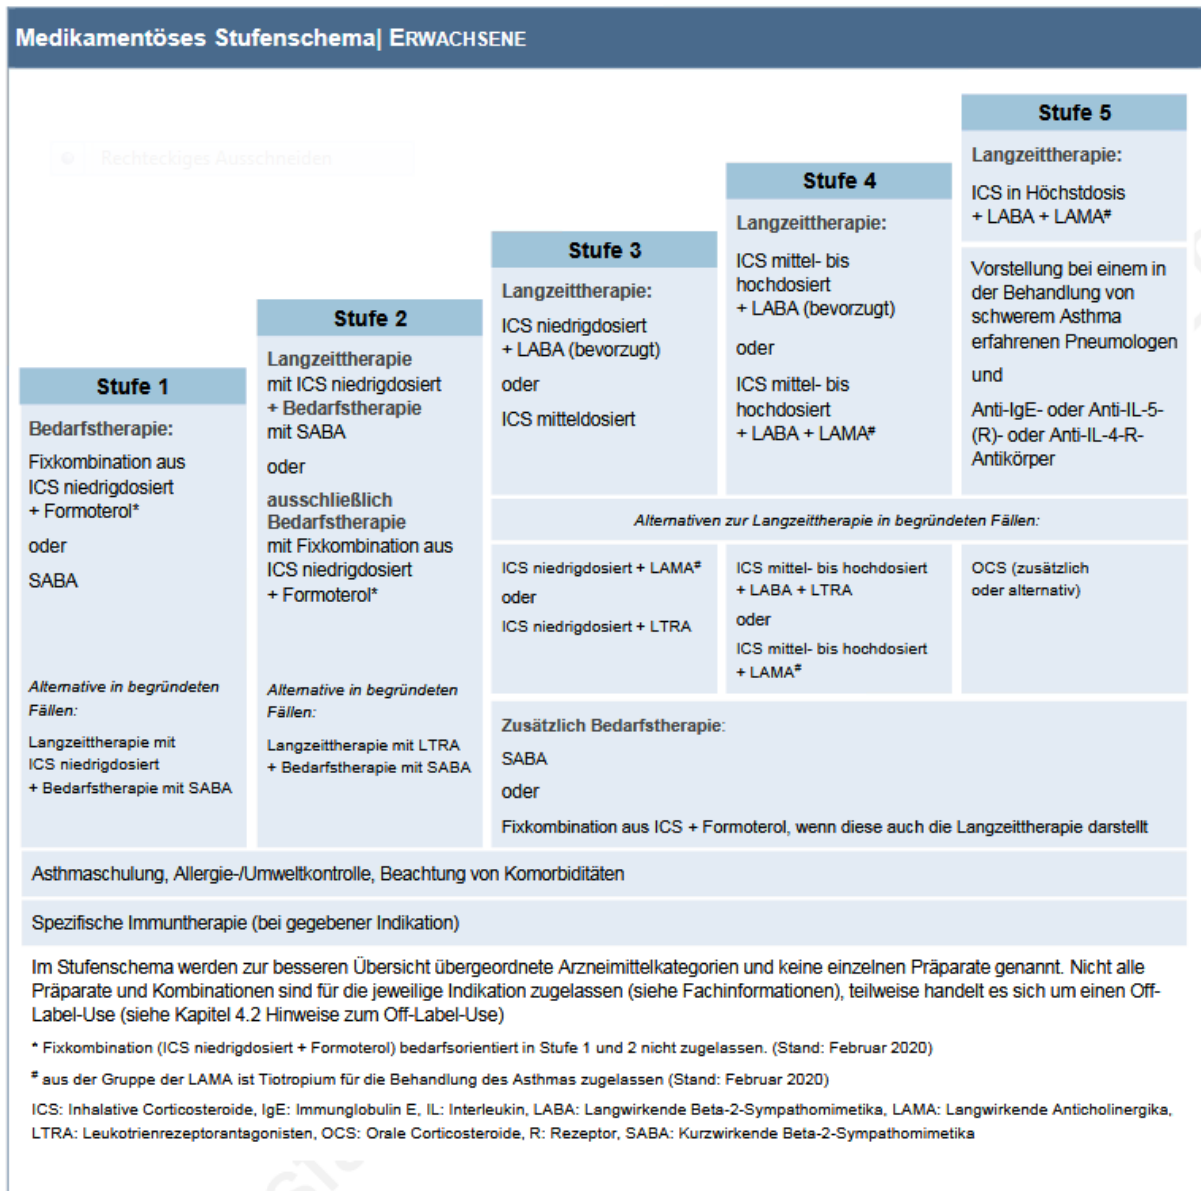 Medikamentöses Stufenschema| ERWACHSENE
Rechteckiges Ausschneiden
Stufe 1
Bedarfstherapie:
Fixkombination aus
ICS niedrigdosiert
+ Formoterol*
oder
SABA
Alternative in begründeten
Fällen:
Langzeittherapie mit
ICS niedrigdosiert
+ Bedarfstherapie mit SABA
Stufe 2
Langzeittherapie
mit ICS niedrigdosiert
+ Bedarfstherapie
mit SABA
oder
ausschließlich
Bedarfstherapie
mit Fixkombination aus
ICS niedrigdosiert
+ Formoterol*
Alternative in begründeten
Fällen:
Langzeittherapie mit LTRA
+ Bedarfstherapie mit SABA
Stufe 3
Langzeittherapie:
ICS niedrigdosiert
+ LABA (bevorzugt)
oder
ICS mitteldosiert
Stufe 4
Langzeittherapie:
ICS mittel- bis
hochdosiert
+ LABA (bevorzugt)
oder
ICS mittel- bis
hochdosiert
+ LABA + LAMA#
Stufe 5
Langzeittherapie:
ICS in Höchstdosis
+ LABA + LAMA#
Vorstellung bei einem in
der Behandlung von
schwerem Asthma
erfahrenen Pneumologen
und
Anti-IgE- oder Anti-IL-5-
(R)- oder Anti-IL-4-R-
Antikörper
Alternativen zur Langzeittherapie in begründeten Fällen:
ICS niedrigdosiert + LAMA#
oder
ICS niedrigdosiert + LTRA
ICS mittel- bis hochdosiert
+ LABA + LTRA
oder
ICS mittel- bis hochdosiert
+ LAMA#
OCS (zusätzlich
oder alternativ)
Zusätzlich Bedarfstherapie:
SABA
oder
Fixkombination aus ICS + Formoterol, wenn diese auch die Langzeittherapie darstellt
Asthmaschulung, Allergie-/Umweltkontrolle, Beachtung von Komorbiditäten
Spezifische Immuntherapie (bei gegebener Indikation)
Im Stufenschema werden zur besseren Übersicht übergeordnete Arzneimittelkategorien und keine einzelnen Präparate genannt. Nicht alle
Präparate und Kombinationen sind für die jeweilige Indikation zugelassen (siehe Fachinformationen), teilweise handelt es sich um einen Off-
Label-Use (siehe Kapitel 4.2 Hinweise zum Off-Label-Use)
* Fixkombination (ICS niedrigdosiert + Formoterol) bedarfsorientiert in Stufe 1 und 2 nicht zugelassen. (Stand: Februar 2020)
# aus der Gruppe der LAMA ist Tiotropium für die Behandlung des Asthmas zugelassen (Stand: Februar 2020)
ICS: Inhalative Corticosteroide, IgE: Immunglobulin E, IL: Interleukin, LABA: Langwirkende Beta-2-Sympathomimetika, LAMA: Langwirkende Anticholinergika,
LTRA: Leukotrienrezeptorantagonisten, OCS: Orale Corticosteroide, R: Rezeptor, SABA: Kurzwirkende Beta-2-Sympathomimetika